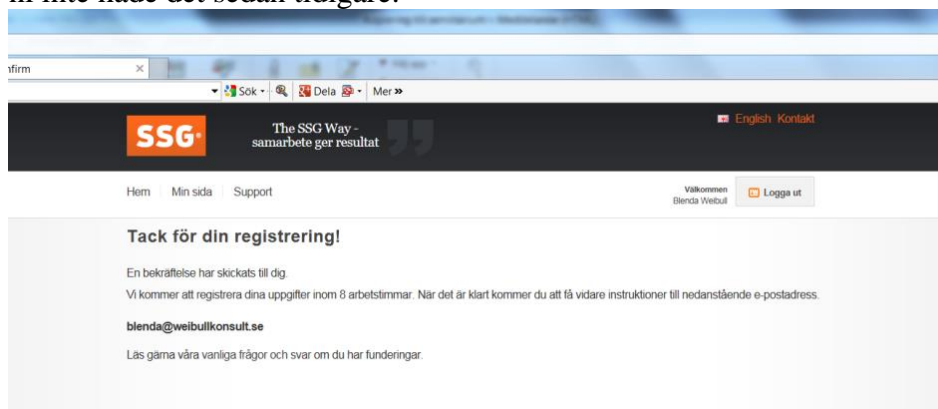 nfirm
Sök
Dela
Mer »
SSG
The SSG Way -
samarbete ger resultat
English Kontakt
Hem Min sida Support
Välkommen
Blenda Weibull
Logga ut
Tack för din registrering!
En bekräftelse har skickats till dig.
Vi kommer att registrera dina uppgifter inom 8 arbetstimmar. När det är klart kommer du att få vidare instruktioner till nedanstående e-postadress.
blenda@weibullkonsult.se
Läs gärna våra vanliga frågor och svar om du har funderingar.